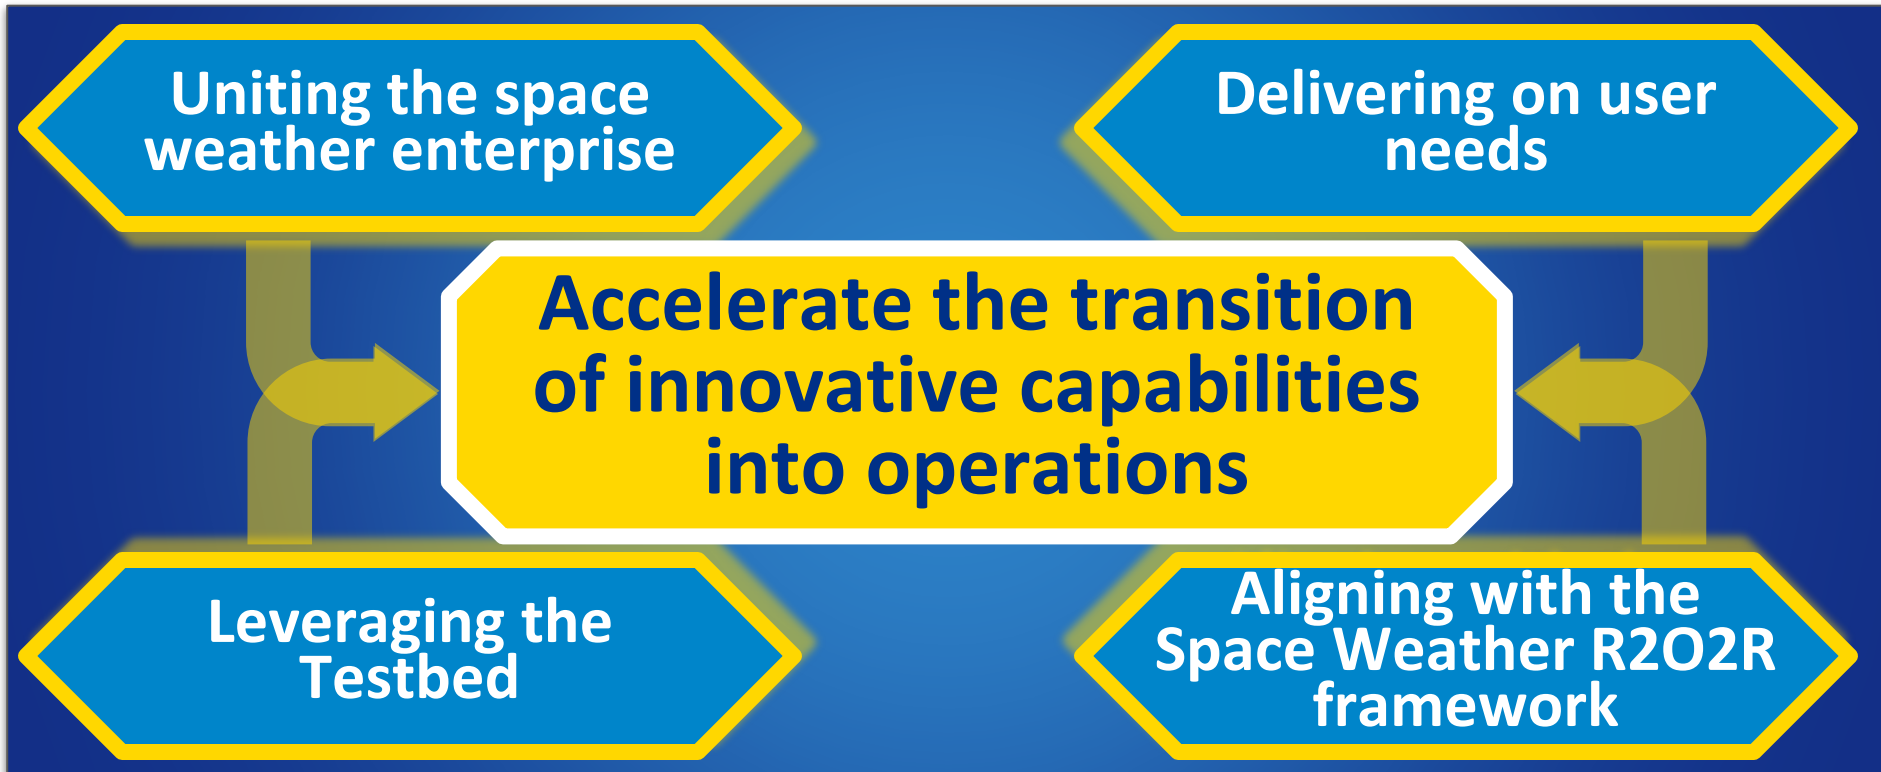 Uniting the space
weather enterprise
Delivering on user
needs
Accelerate the transition
of innovative capabilities
into operations
Leveraging the
Testbed
Aligning with the
Space Weather R2O2R
framework